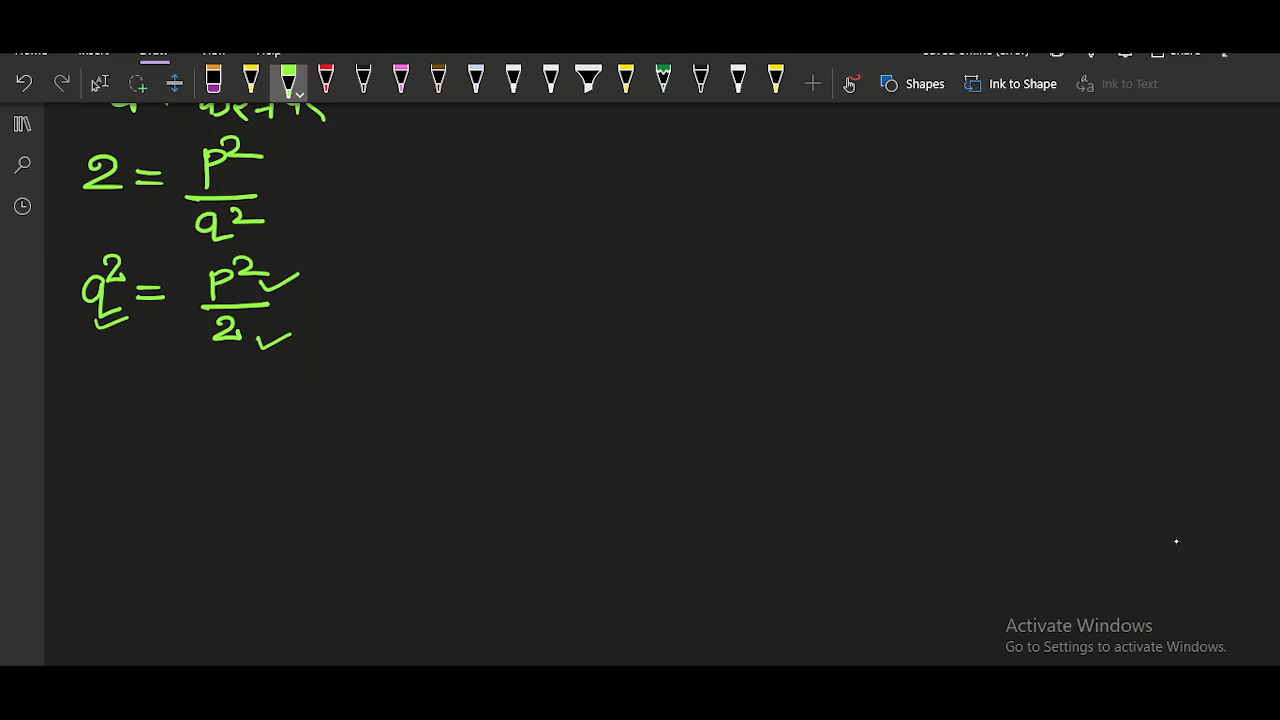 Ink to Shape
Shapes
Ink to Text
2 = p²/q²
q² = p²/2
Activate Windows
Go to Settings to activate Windows.